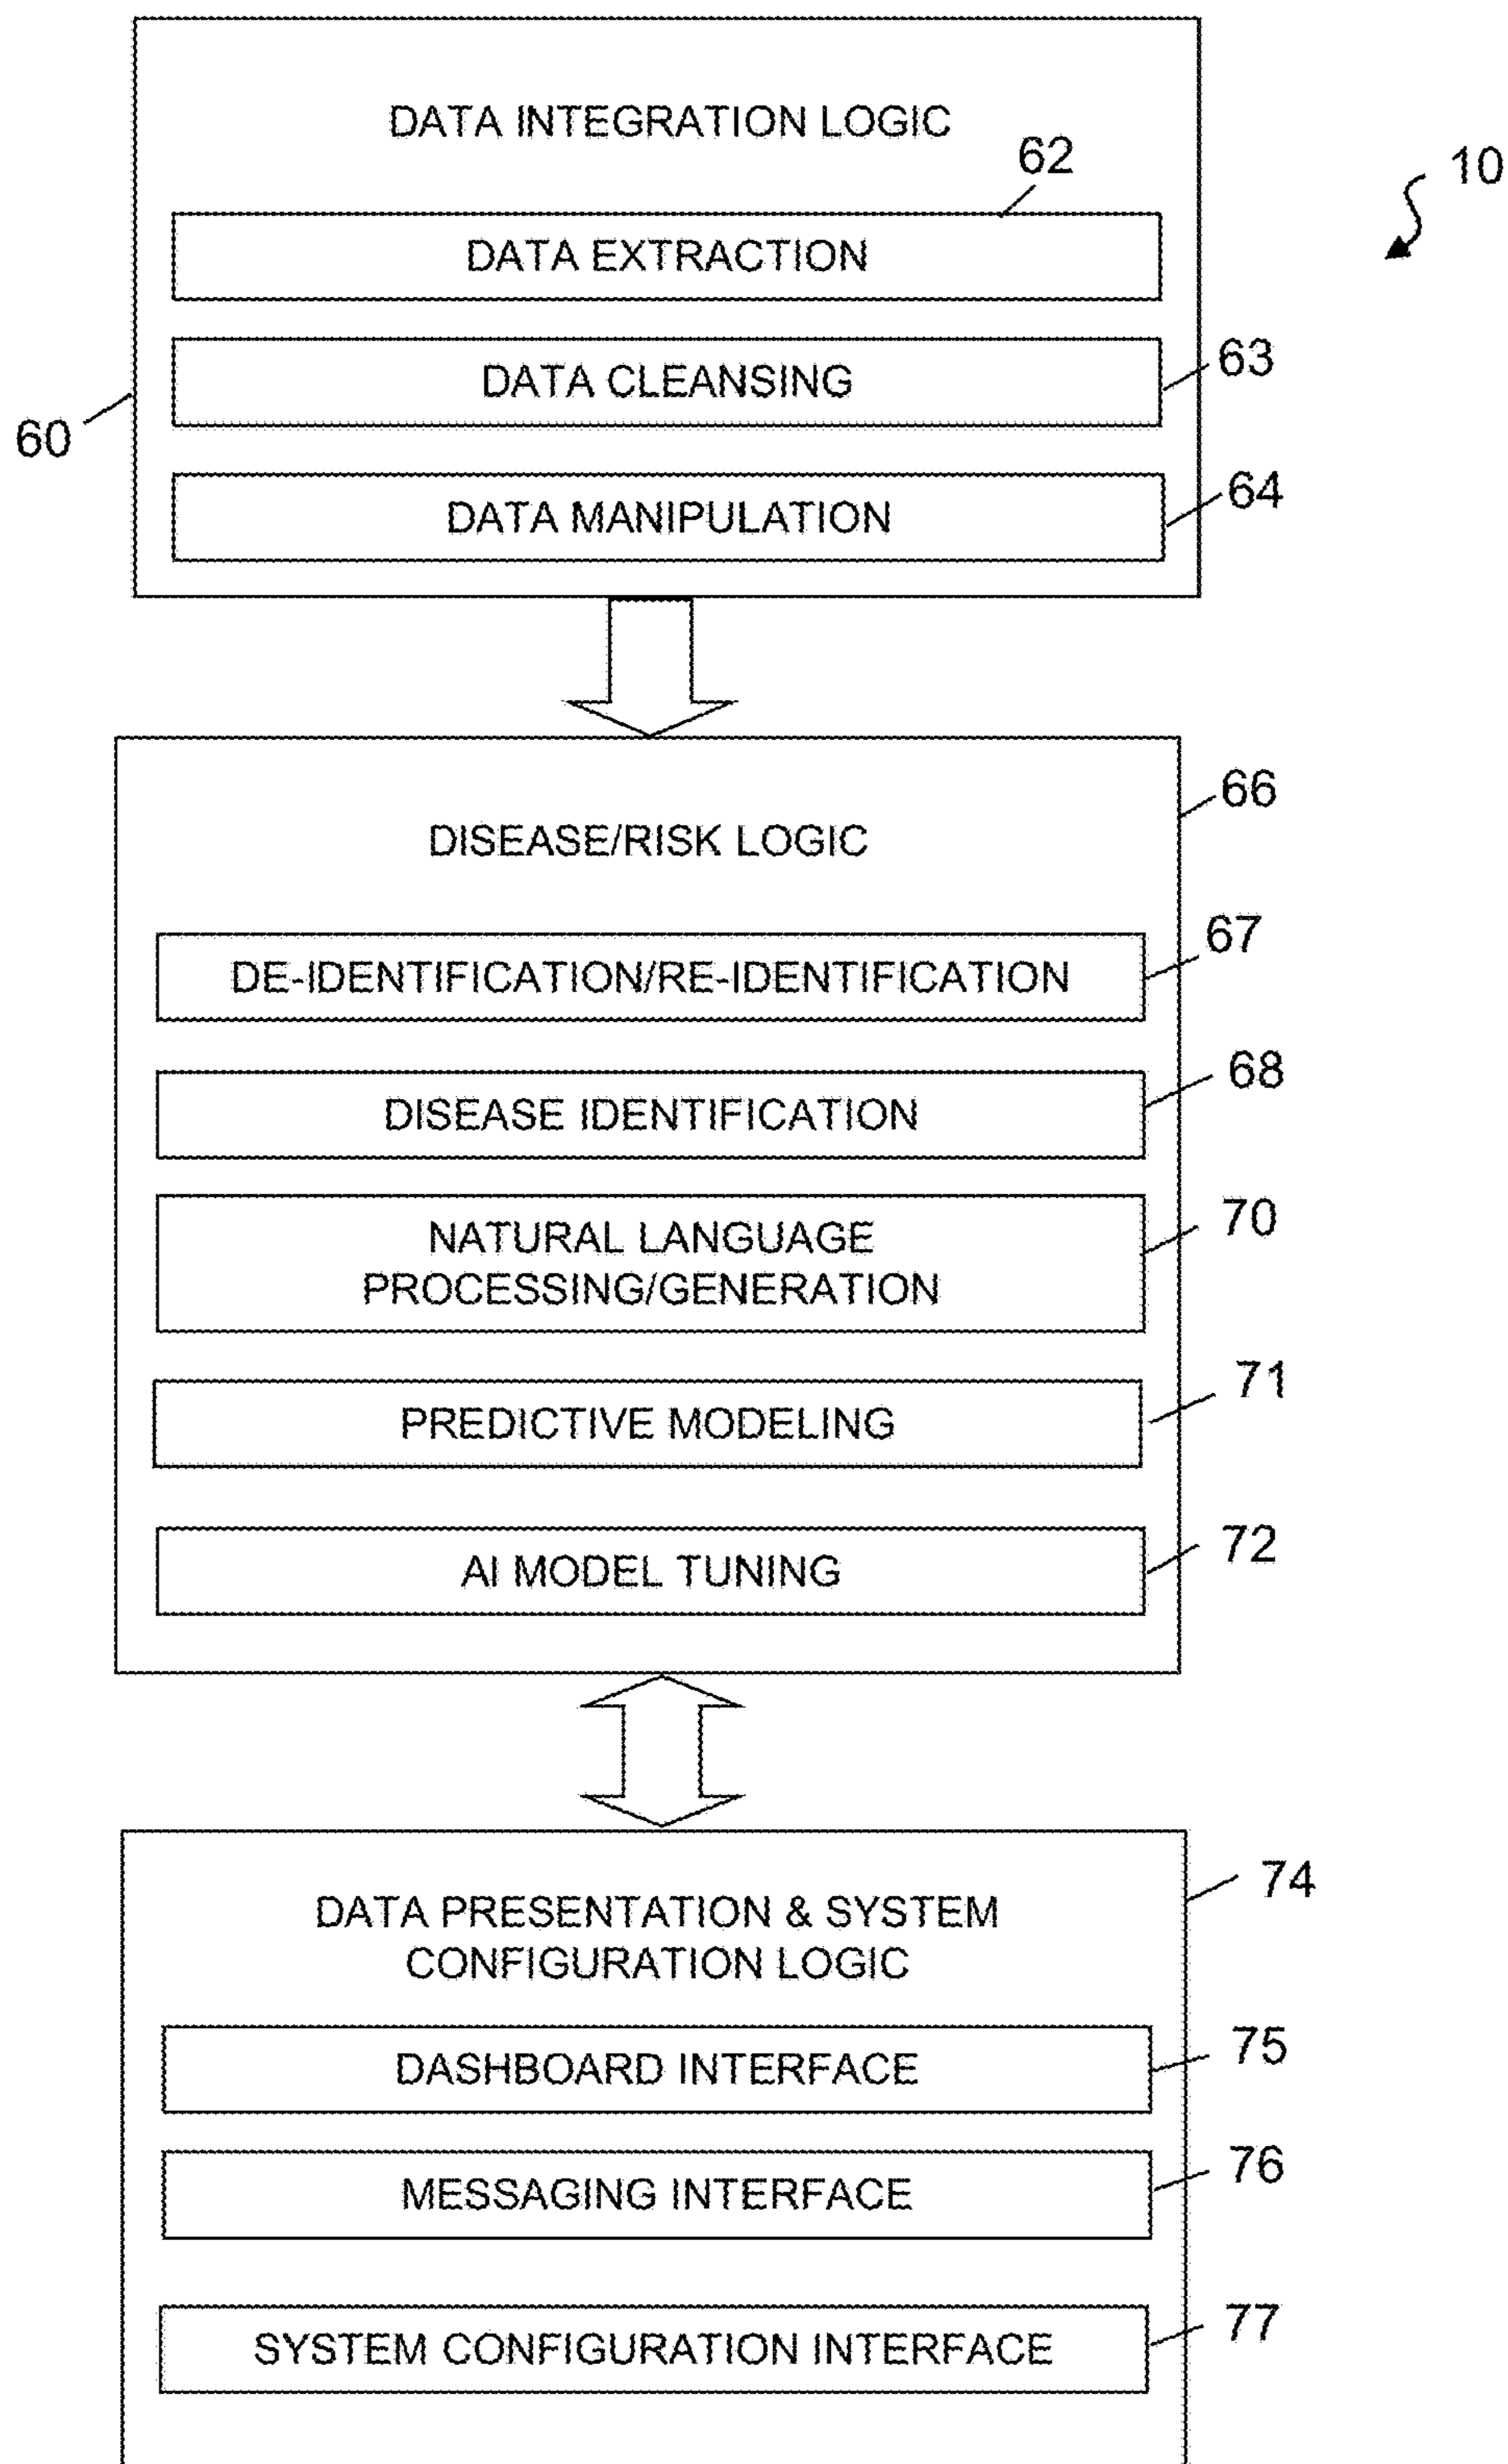 DATA INTEGRATION LOGIC
62
10
DATA EXTRACTION
DATA CLEANSING
63
60
DATA MANIPULATION
64
DISEASE/RISK LOGIC
66
DE-IDENTIFICATION/RE-IDENTIFICATION
67
DISEASE IDENTIFICATION
68
NATURAL LANGUAGE
PROCESSING/GENERATION
70
PREDICTIVE MODELING
71
AI MODEL TUNING
72
DATA PRESENTATION & SYSTEM
CONFIGURATION LOGIC
74
DASHBOARD INTERFACE
75
MESSAGING INTERFACE
76
SYSTEM CONFIGURATION INTERFACE
77